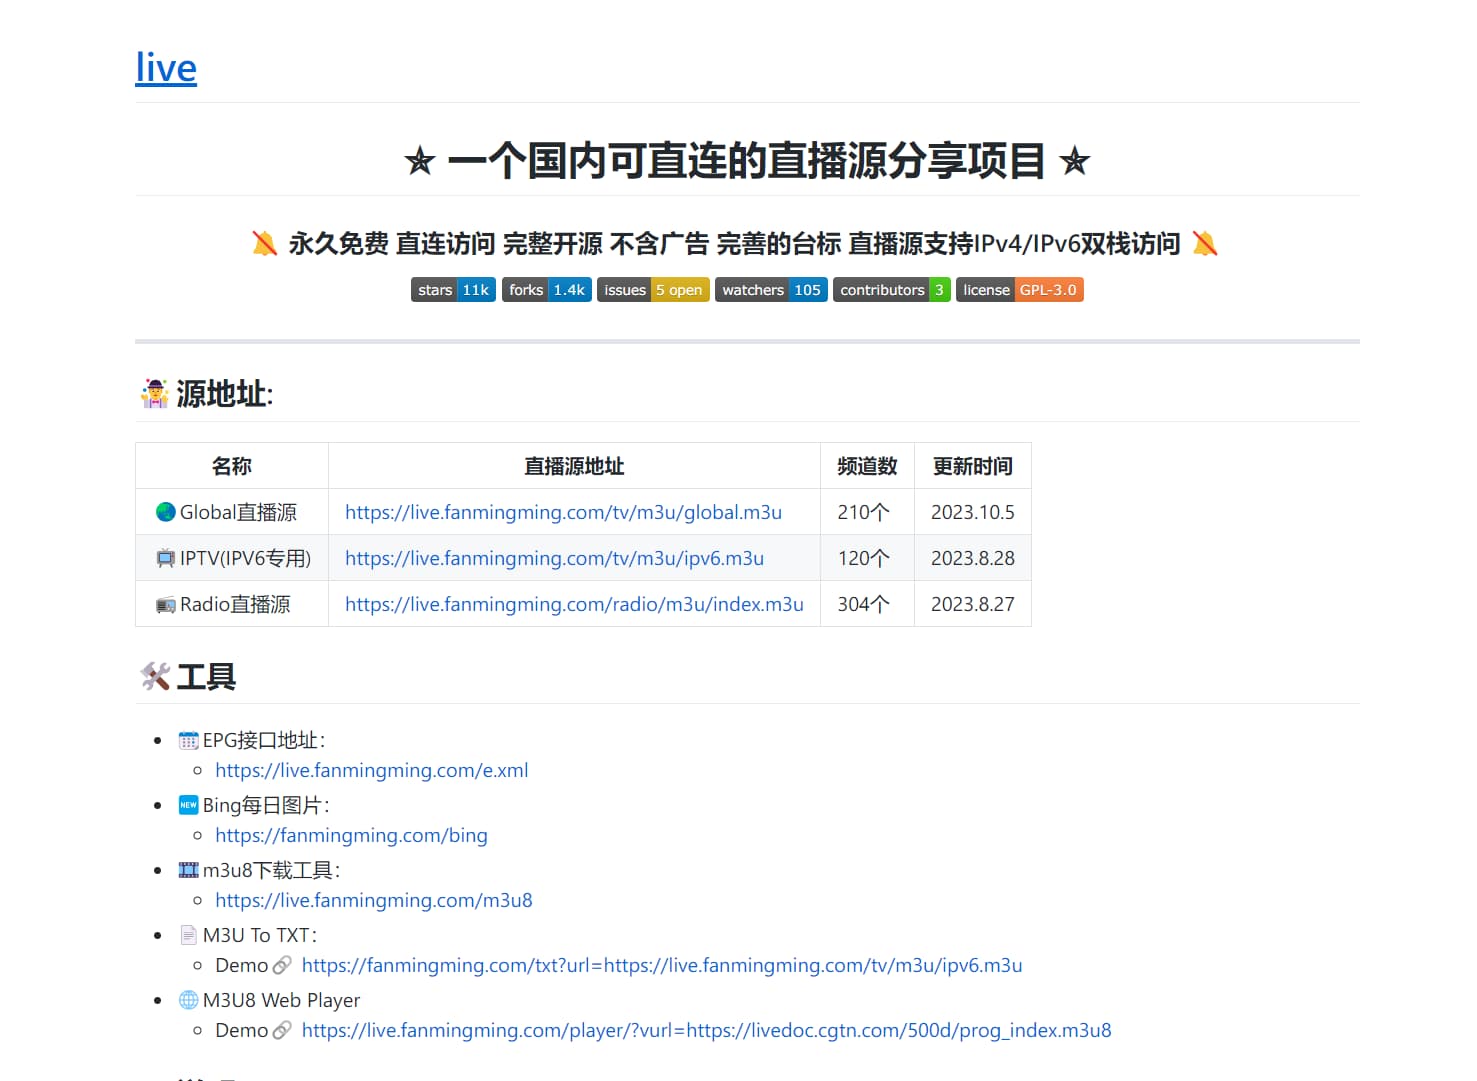 live
✯ 一个国内可直连的直播源分享项目 ✯
🔕 永久免费 直连访问 完整开源 不含广告 完善的台标 直播源支持IPv4/IPv6双栈访问 🔕
stars 11k forks 1.4k issues 5 open watchers 105 contributors 3 license GPL-3.0
🤹‍♂️源地址:
名称 直播源地址 频道数 更新时间
🌏Global直播源 https://live.fanmingming.com/tv/m3u/global.m3u 210个 2023.10.5
📺IPTV(IPV6专用) https://live.fanmingming.com/tv/m3u/ipv6.m3u 120个 2023.8.28
📻Radio直播源 https://live.fanmingming.com/radio/m3u/index.m3u 304个 2023.8.27
🛠️工具
🗓️EPG接口地址：
https://live.fanmingming.com/e.xml
🆕Bing每日图片：
https://fanmingming.com/bing
🎞️m3u8下载工具：
https://live.fanmingming.com/m3u8
📄M3U To TXT：
Demo🔗 https://fanmingming.com/txt?url=https://live.fanmingming.com/tv/m3u/ipv6.m3u
🌐M3U8 Web Player
Demo🔗 https://live.fanmingming.com/player/?vurl=https://livedoc.cgtn.com/500d/prog_index.m3u8